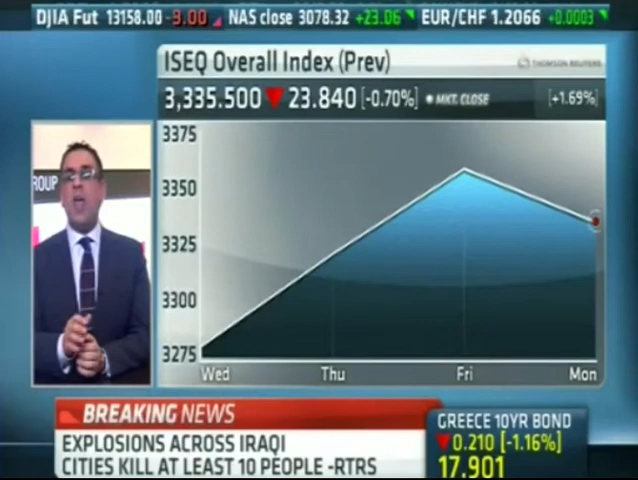 DJIA Fut 13158.00 -3.00 NAS close 3078.32 +23.06 EUR/CHF 1.2066 +0.0003
ISEQ Overall Index (Prev)
THOMSON REUTERS
3,335.500 23.840 [-0.70%] MKT. CLOSE [+1.69%]
3375
3350
3325
3300
3275
Wed Thu Fri Mon
ROUP
BREAKING NEWS
EXPLOSIONS ACROSS IRAQI
CITIES KILL AT LEAST 10 PEOPLE -RTRS
GREECE 10YR BOND
0.210 [-1.16%]
17.901